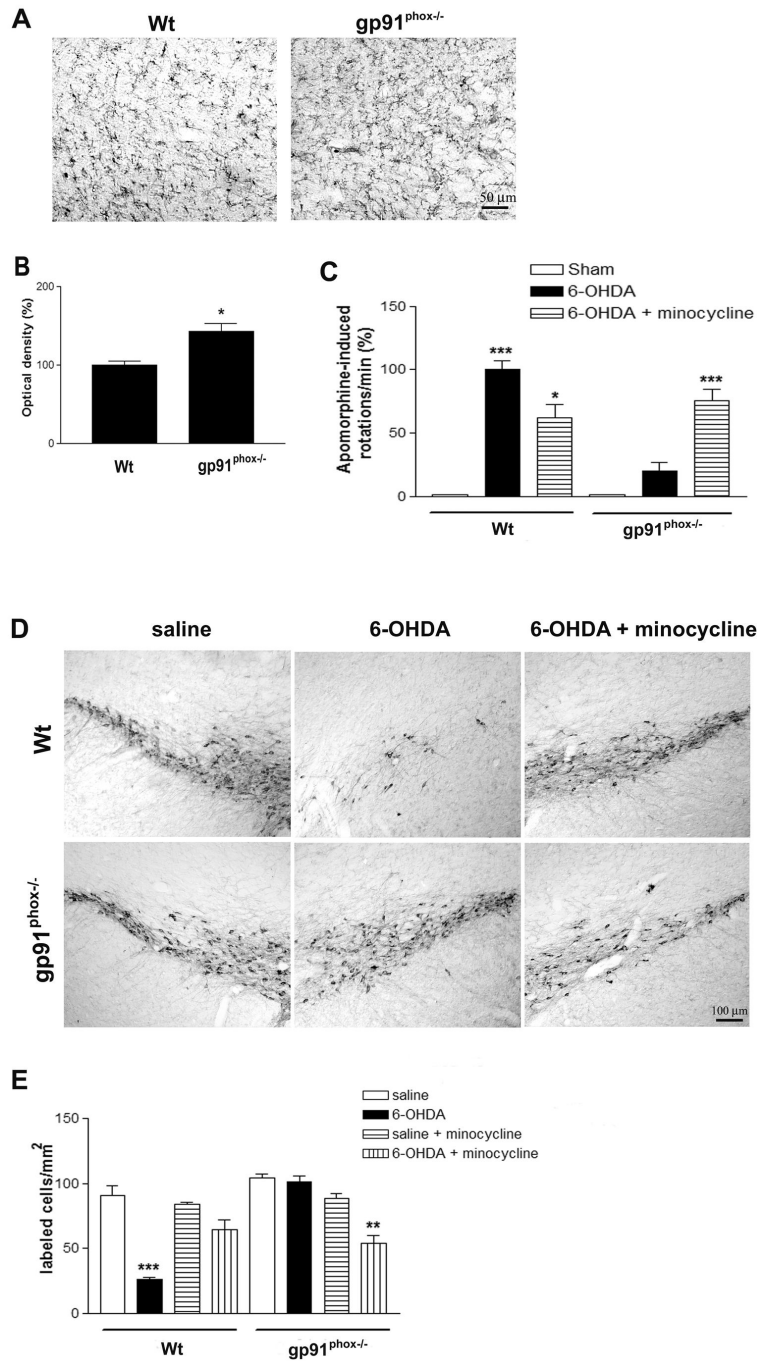 A
Wt
gp91phox-/-
50 µm
B
Optical density (%)
200
100
0
*
Wt
gp91phox-/-
C
Sham
6-OHDA
6-OHDA + minocycline
Apomorphine-induced
rotations/min (%)
150
100
50
0
***
*
***
Wt
gp91phox-/-
D
saline
6-OHDA
6-OHDA + minocycline
Wt
gp91phox-/-
100 µm
E
saline
6-OHDA
saline + minocycline
6-OHDA + minocycline
labeled cells/mm2
150
100
50
0
***
**
Wt
gp91phox-/-